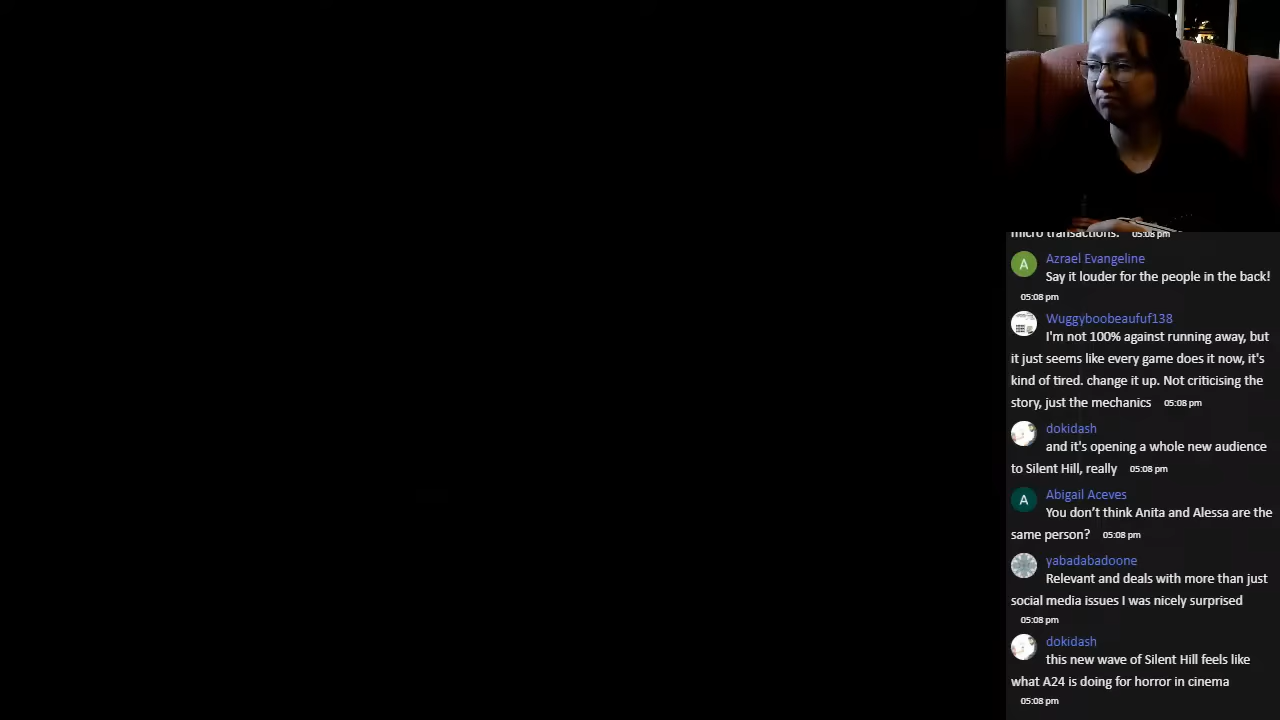 micro transactions. 05:08 pm
A Azrael Evangeline
Say it louder for the people in the back!
05:08 pm
Wuggyboobeaufuf138
I'm not 100% against running away, but
it just seems like every game does it now, it's
kind of tired. change it up. Not criticising the
story, just the mechanics 05:08 pm
dokidash
and it's opening a whole new audience
to Silent Hill, really 05:08 pm
A Abigail Aceves
You don’t think Anita and Alessa are the
same person? 05:08 pm
yabadabadoone
Relevant and deals with more than just
social media issues I was nicely surprised
05:08 pm
dokidash
this new wave of Silent Hill feels like
what A24 is doing for horror in cinema
05:08 pm